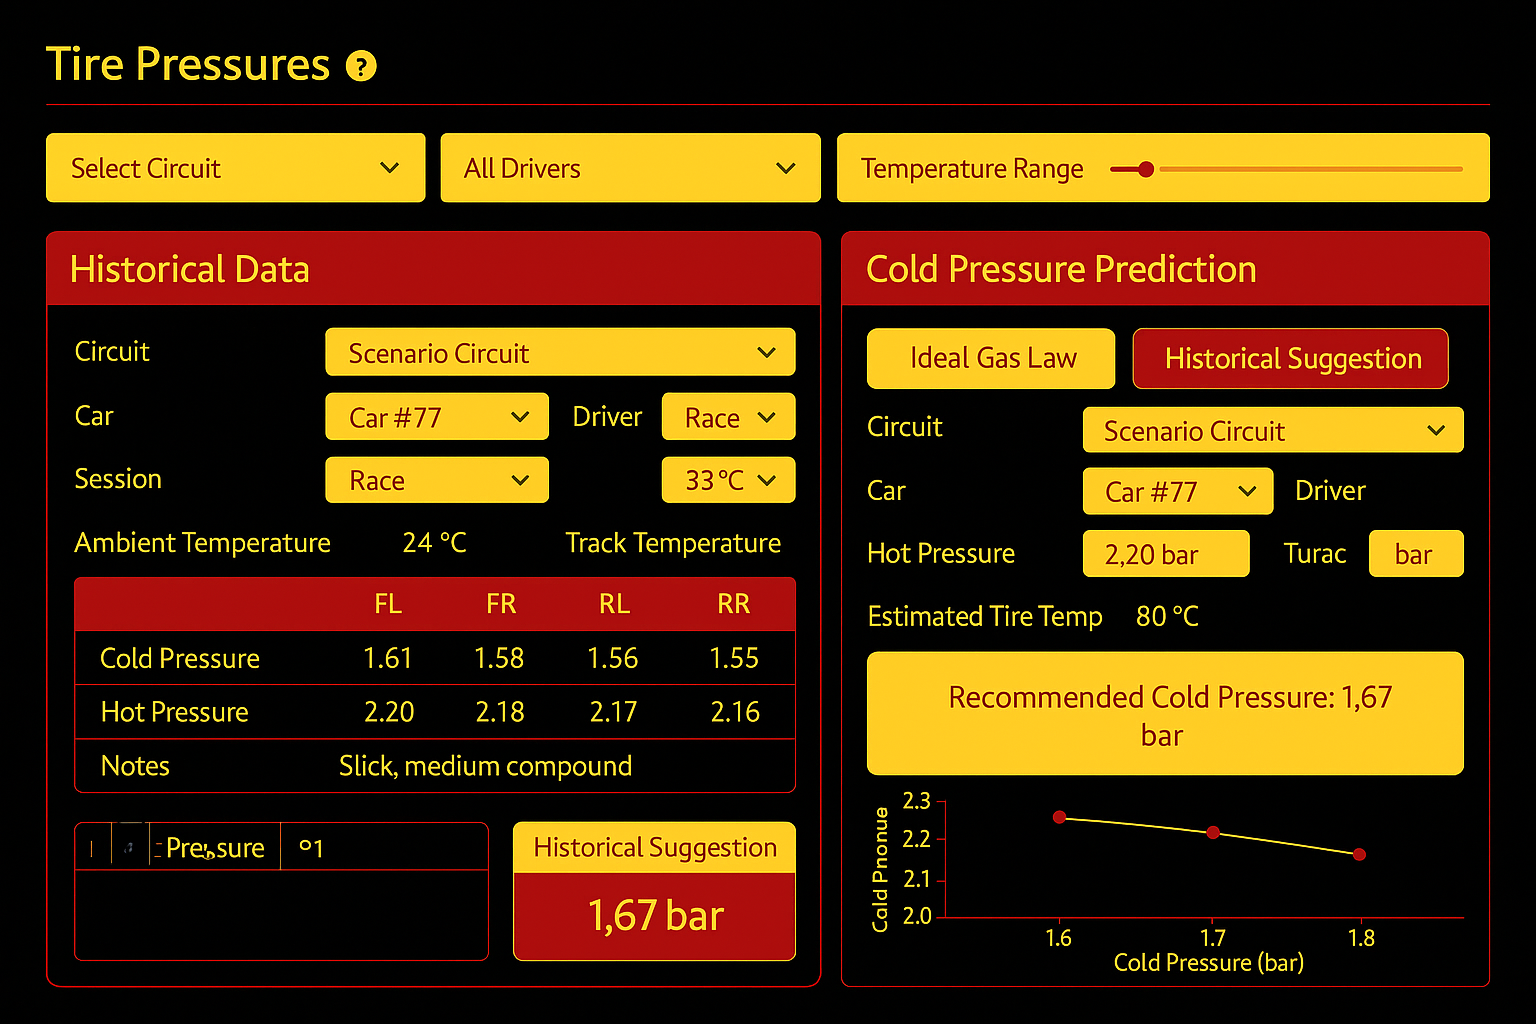 Tire Pressures ?
Select Circuit
All Drivers
Temperature Range
Historical Data
Circuit Scenario Circuit
Car Car #77 Driver Race
Session Race 33 °C
Ambient Temperature 24 °C Track Temperature
FL FR RL RR
Cold Pressure 1.61 1.58 1.56 1.55
Hot Pressure 2.20 2.18 2.17 2.16
Notes Slick, medium compound
Pressure
Historical Suggestion
1,67 bar
Cold Pressure Prediction
Ideal Gas Law Historical Suggestion
Circuit Scenario Circuit
Car Car #77 Driver
Hot Pressure 2,20 bar Turac bar
Estimated Tire Temp 80 °C
Recommended Cold Pressure: 1,67
bar
Cald Pnonue
2.3
2.2
2.1
2.0
1.6 1.7 1.8
Cold Pressure (bar)